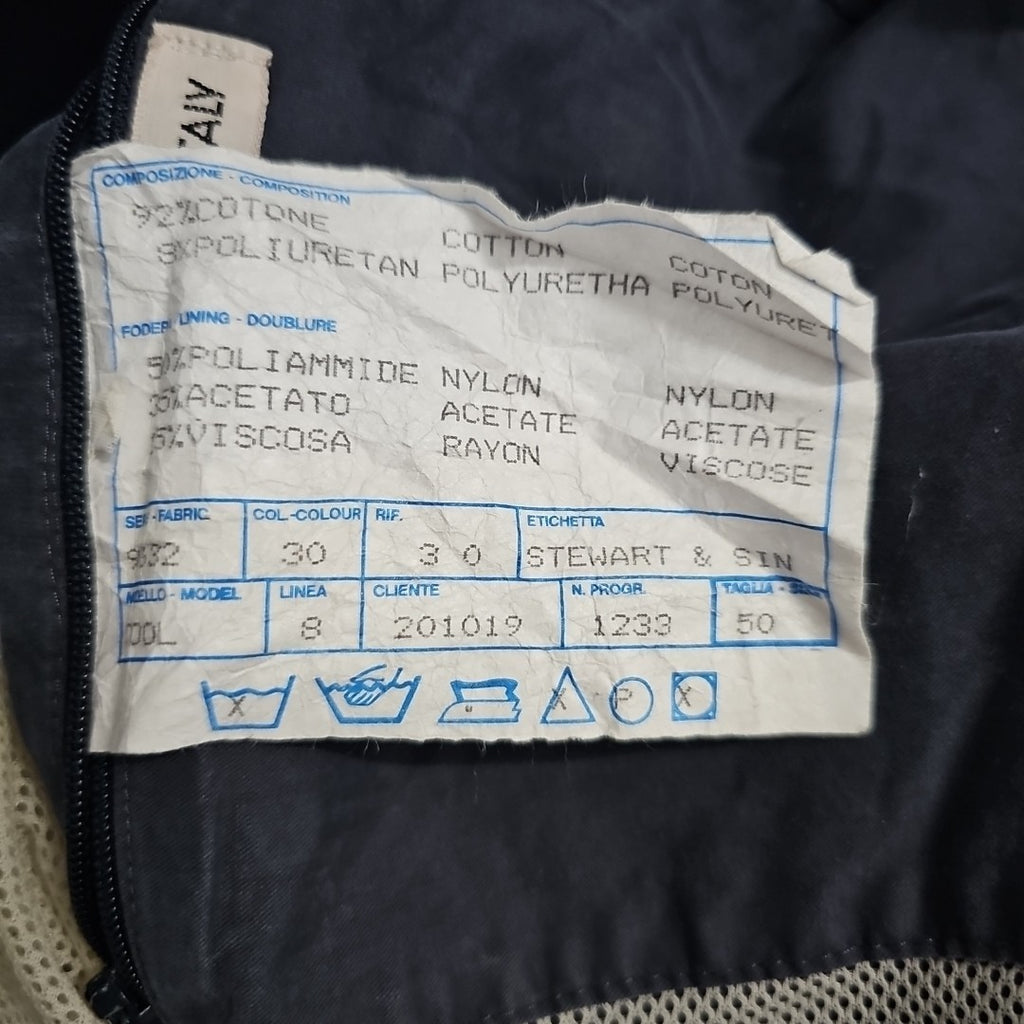 ALY
COMPOSIZIONE - COMPOSITION
92%COTONE COTTON COTON
8%POLIURETAN POLYURETHA POLYURET
LINING - DOUBLURE
%POLIAMMIDE NYLON NYLON
%ACETATO ACETATE ACETATE
%VISCOSA RAYON VISCOSE
-FABRIC COL-COLOUR RIF. ETICHETTA
30 3 0 STEWART & SIN
- MODEL LINEA CLIENTE N. PROGR. TAGLIA -
OOL 8 201019 1233 50
X X P X